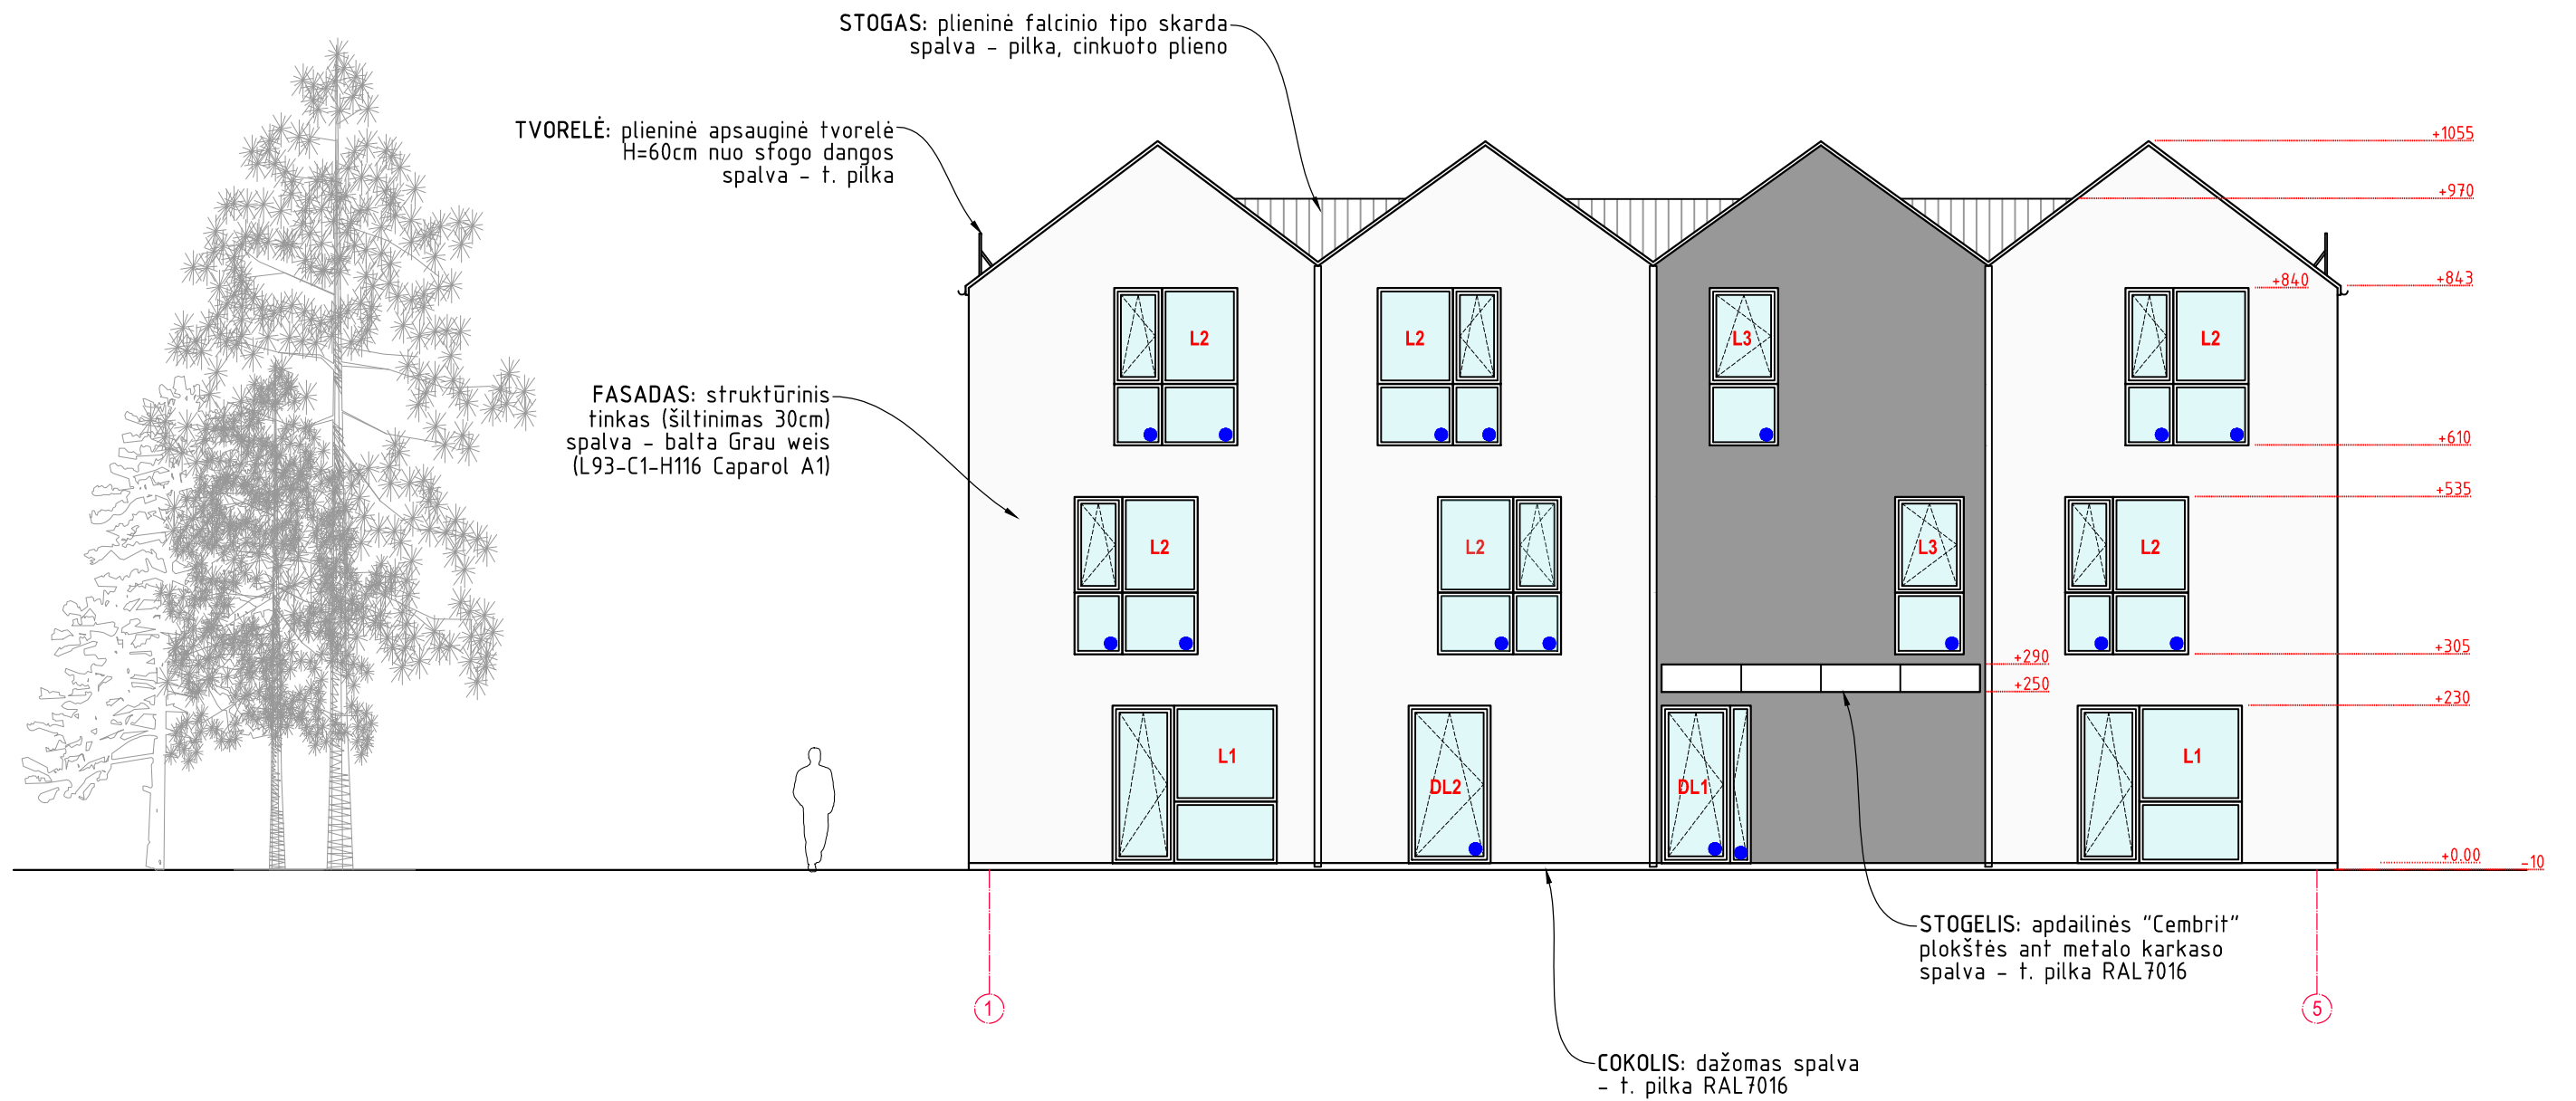 STOGAS: plieninė falcinio tipo skarda
spalva - pilka, cinkuoto plieno
TVORELĖ: plieninė apsauginė tvorelė
H=60cm nuo stogo dangos
spalva - t. pilka
+1055
+970
+843
+840
L2
L2
L3
L2
FASADAS: struktūrinis
tinkas (šiltinimas 30cm)
spalva - balta Grau weis
(L93-C1-H116 Caparol A1)
+610
+535
L2
L2
L3
L2
+305
+290
+250
+230
L1
DL2
DL1
L1
+0.00
-10
STOGELIS: apdailinės "Cembrit"
plokštės ant metalo karkaso
spalva - t. pilka RAL7016
1
5
COKOLIS: dažomas spalva
- t. pilka RAL7016